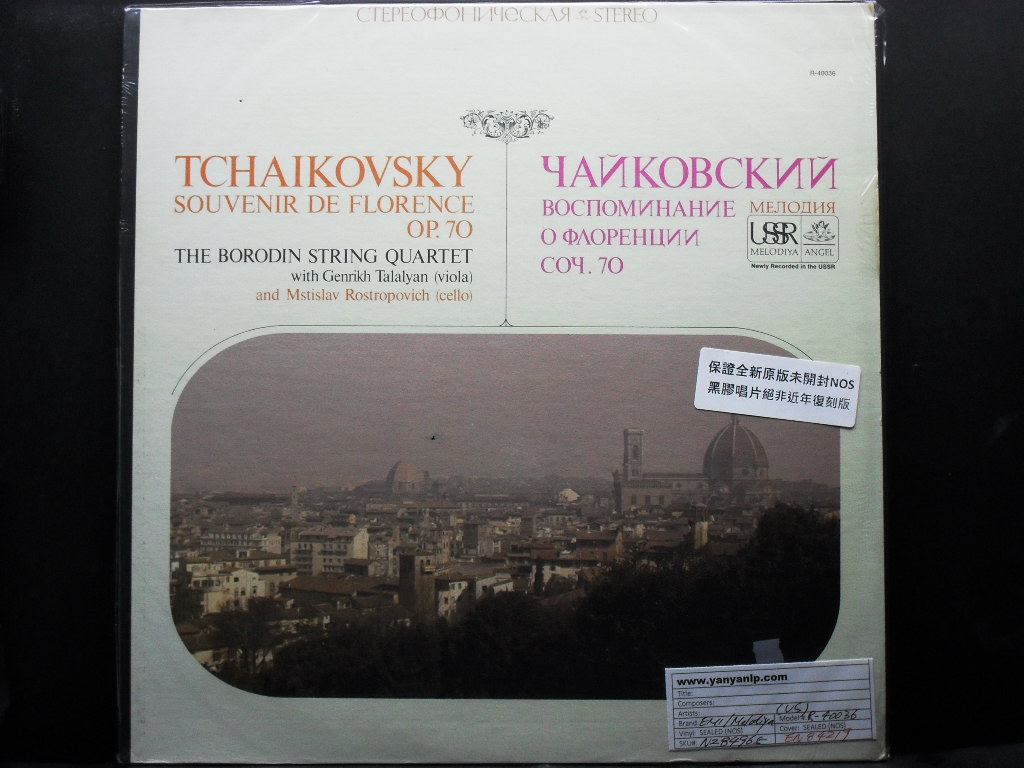 СТЕРЕОФОНИЧЕСКАЯ STEREO
R-40036
TCHAIKOVSKY
SOUVENIR DE FLORENCE
OP. 70
THE BORODIN STRING QUARTET
with Genrikh Talalyan (viola)
and Mstislav Rostropovich (cello)
ЧАЙКОВСКИЙ
ВОСПОМИНАНИЕ
О ФЛОРЕНЦИИ
СОЧ. 70
МЕЛОДИЯ
USSR
MELODIYA ANGEL
Newly Recorded in the USSR
保證全新原版未開封NOS
黑膠唱片絕非近年復刻版
www.yanyanlp.com
Title:
Composers:
Artists: (US)
Brand: EMI/Melodiya Model#: R-40036
Vinyl: SEALED (NOS) Cover: SEALED (NOS)
SKU#: